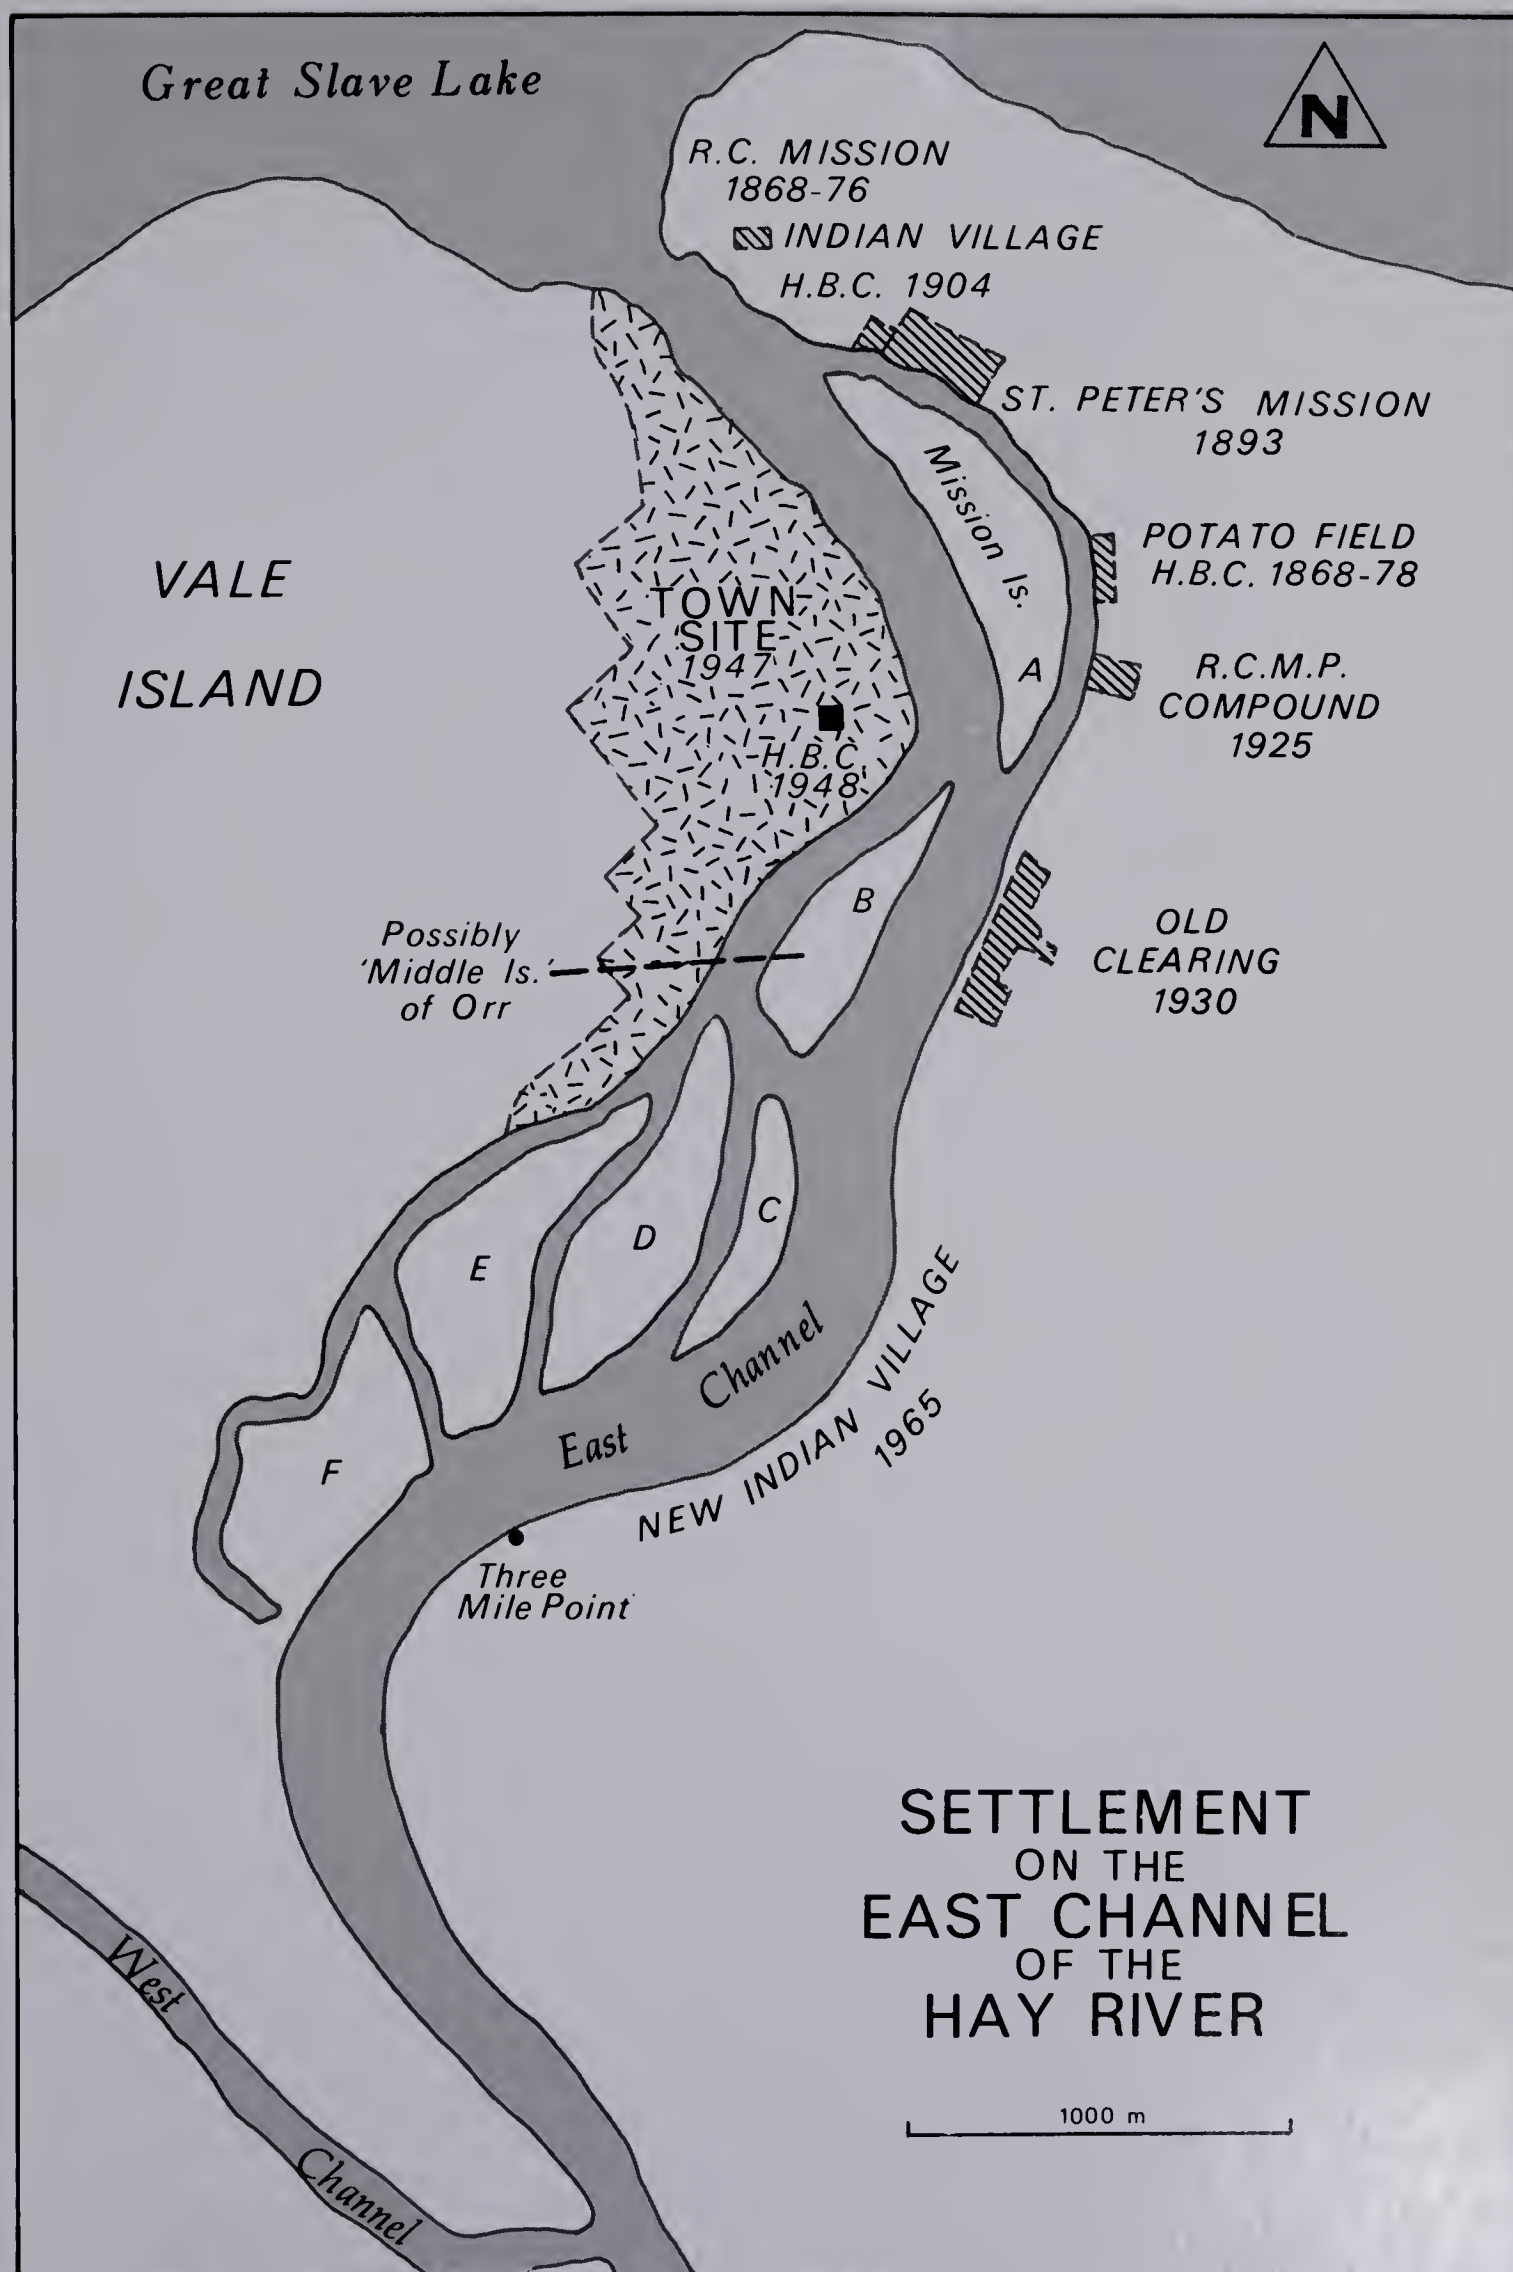 Great Slave Lake
N
R.C. MISSION
1868-76
INDIAN VILLAGE
H.B.C. 1904
ST. PETER'S MISSION
1893
Mission Is.
A
POTATO FIELD
H.B.C. 1868-78
VALE
ISLAND
TOWN
SITE
1947
R.C.M.P.
COMPOUND
1925
H.B.C.
1948
B
Possibly
'Middle Is.'
of Orr
OLD
CLEARING
1930
C
D
E
F
East Channel
NEW INDIAN VILLAGE
1965
Three
Mile Point
SETTLEMENT
ON THE
EAST CHANNEL
OF THE
HAY RIVER
1000 m
West Channel